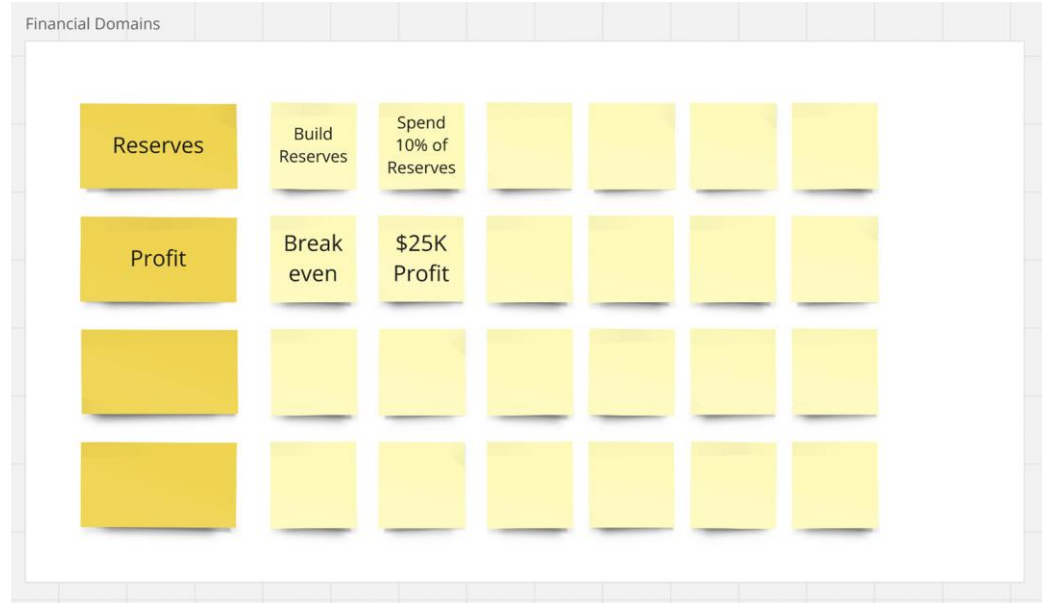 Financial Domains
Reserves
Build
Reserves
Spend
10% of
Reserves
Profit
Break
even
$25K
Profit